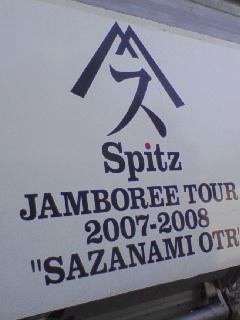 ス
Spitz
JAMBOREE TOUR
2007-2008
"SAZANAMI OTR"